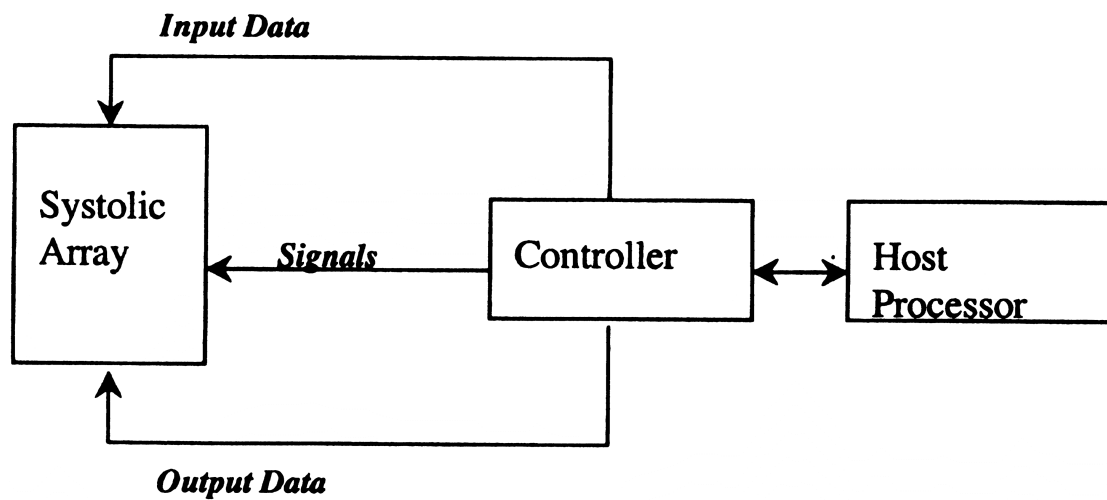 Input Data
Systolic
Array
Signals
Controller
Host
Processor
Output Data